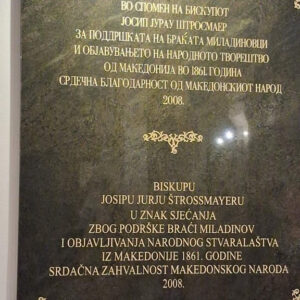 ВО СПОМЕН НА БИСКУПОТ
ЈОСИП ЈУРАУ ШТРОСМАЕР
ЗА ПОДДРШКАТА НА БРАЌАТА МИЛАДИНОВЦИ
И ОБЈАВУВАЊЕТО НА НАРОДНОТО ТВОРЕШТВО
ОД МАКЕДОНИЈА ВО 1861. ГОДИНА
СРДЕЧНА БЛАГОДАРНОСТ ОД МАКЕДОНСКИОТ НАРОД
2008.
BISKUPU
JOSIPU JURJU ŠTROSSMAYERU
U ZNAK SJEĆANJA
ZBOG PODRŠKE BRAĆI MILADINOV
I OBJAVLJIVANJA NARODNOG STVARALAŠTVA
IZ MAKEDONIJE 1861. GODINE
SRDAČNA ZAHVALNOST MAKEDONSKOG NARODA
2008.